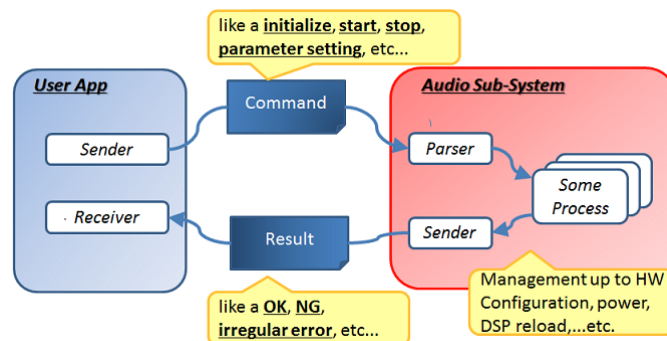 like a initialize, start, stop,
parameter setting, etc...
User App
Command
Audio Sub-System
Sender
Parser
Some
Process
Receiver
Result
Sender
Management up to HW
Configuration, power,
DSP reload,...etc.
like a OK, NG,
irregular error, etc...